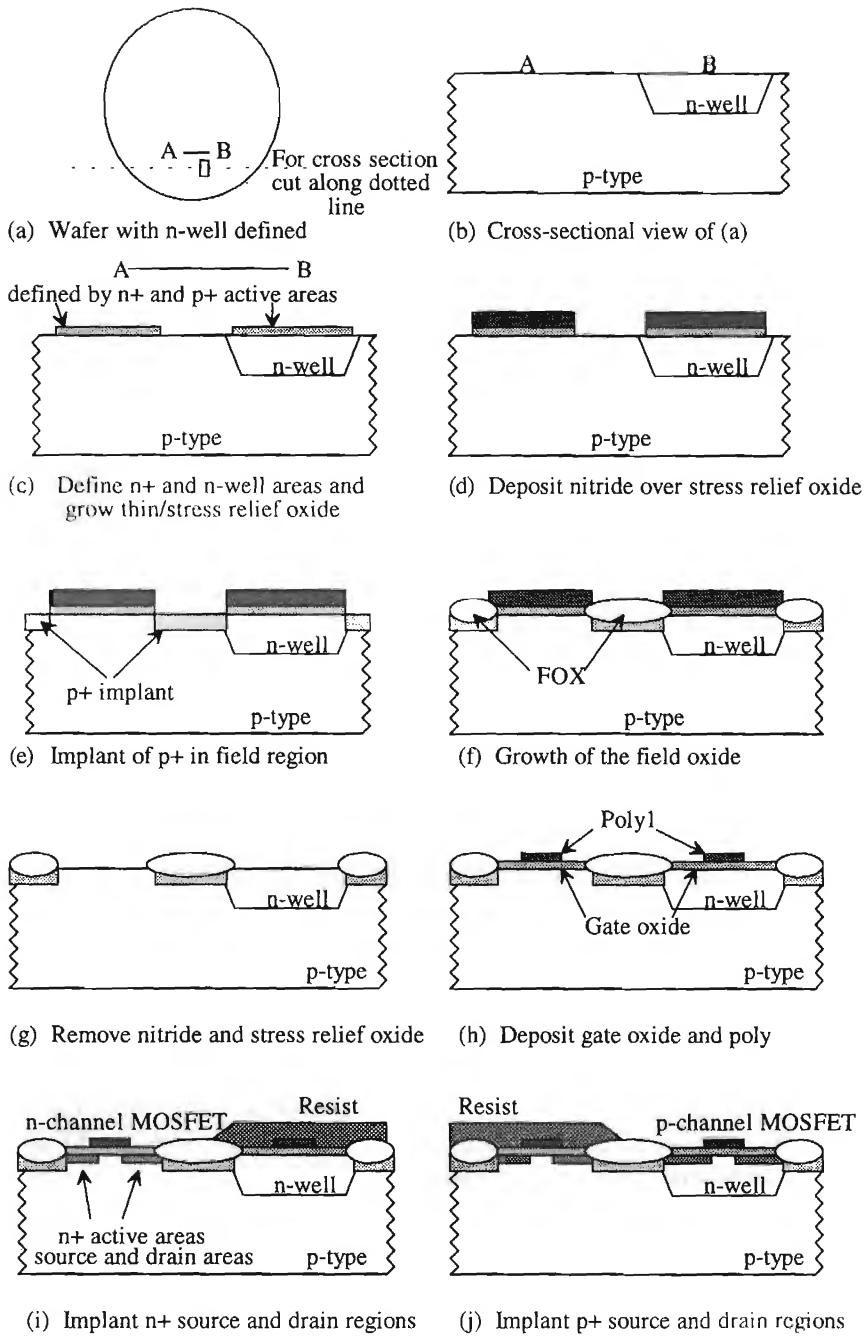 A B
For cross section
cut along dotted
line
(a) Wafer with n-well defined
A B
n-well
p-type
(b) Cross-sectional view of (a)
A B
defined by n+ and p+ active areas
n-well
p-type
(c) Define n+ and n-well areas and
grow thin/stress relief oxide
n-well
p-type
(d) Deposit nitride over stress relief oxide
n-well
p+ implant
p-type
(e) Implant of p+ in field region
n-well
FOX
p-type
(f) Growth of the field oxide
n-well
p-type
(g) Remove nitride and stress relief oxide
Poly1
n-well
Gate oxide
p-type
(h) Deposit gate oxide and poly
Resist
n-channel MOSFET
n-well
n+ active areas
source and drain areas
p-type
(i) Implant n+ source and drain regions
Resist
p-channel MOSFET
n-well
p-type
(j) Implant p+ source and drain regions